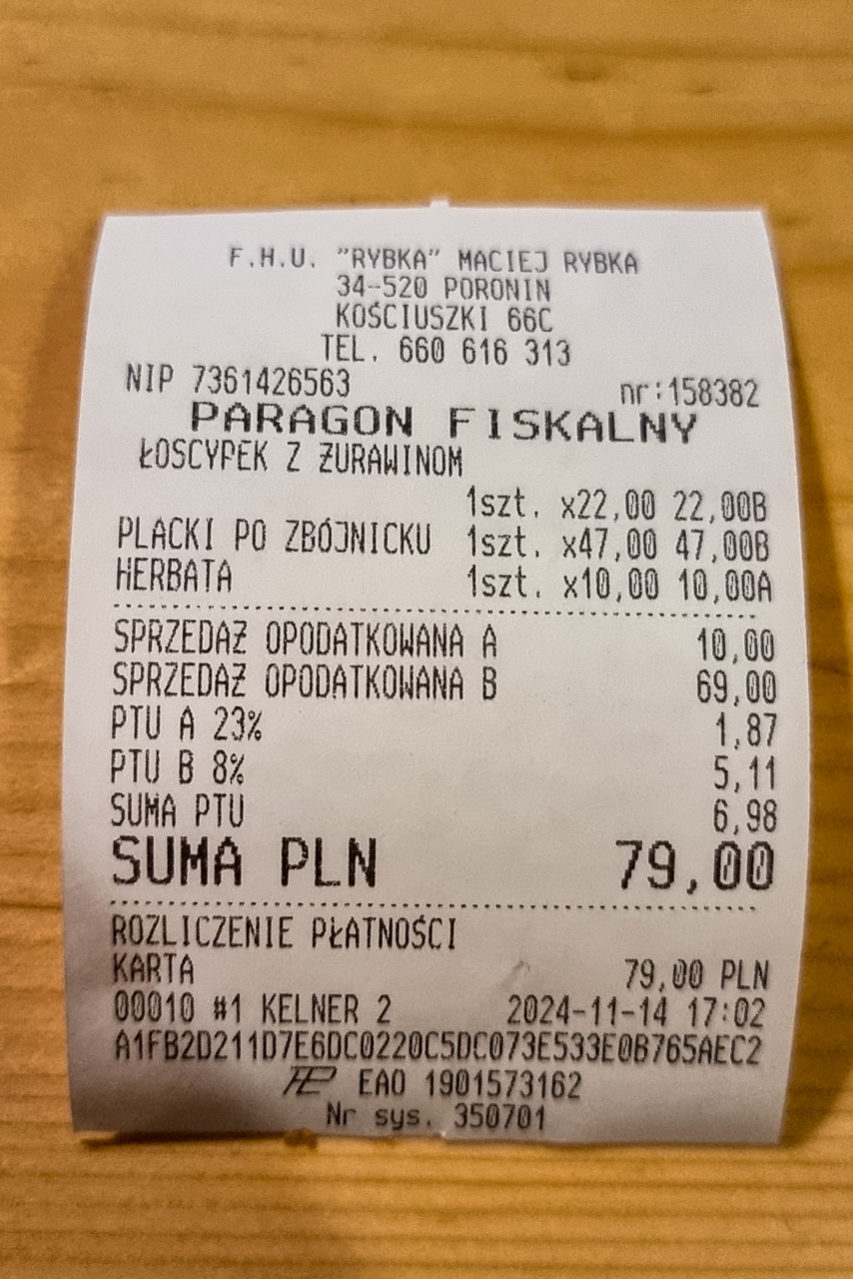 F.H.U. "RYBKA" MACIEJ RYBKA
34-520 PORONIN
KOŚCIUSZKI 66C
TEL. 660 616 313
NIP 7361426563 nr:158382
PARAGON FISKALNY
ŁOSCYPEK Z ŻURAWINOM
1szt. x22,00 22,00B
PLACKI PO ZBÓJNICKU 1szt. x47,00 47,00B
HERBATA 1szt. x10,00 10,00A
SPRZEDAŻ OPODATKOWANA A 10,00
SPRZEDAŻ OPODATKOWANA B 69,00
PTU A 23% 1,87
PTU B 8% 5,11
SUMA PTU 6,98
SUMA PLN 79,00
ROZLICZENIE PŁATNOŚCI
KARTA 79,00 PLN
00010 #1 KELNER 2 2024-11-14 17:02
A1FB2D211D7E6DC0220C5DC073E533E0B765AEC2
EAO 1901573162
Nr sys. 350701